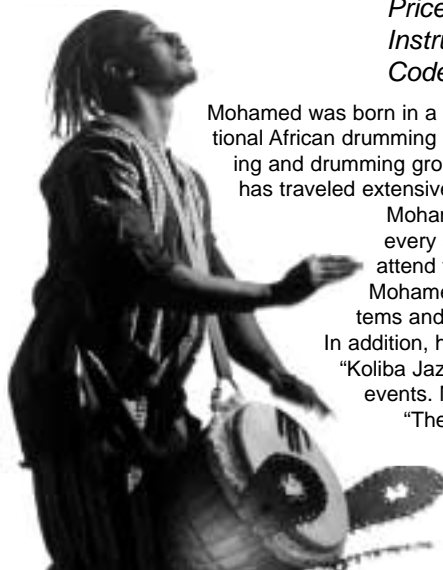 Price
Instru
Code
Mohamed was born in a
tional African drumming
ing and drumming gro
has traveled extensive
Moha
every
attend
Mohame
tems and
In addition, h
“Koliba Jaz
events. M
“The